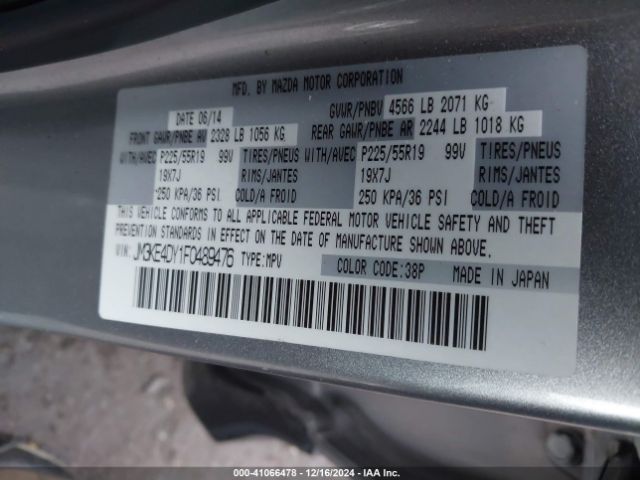 MFD. BY MAZDA MOTOR CORPORATION
DATE 06/14 GVWR/PNBV 4566 LB 2071 KG
FRONT GAWR/PNBE AV 2328 LB 1056 KG REAR GAWR/PNBE AR 2244 LB 1018 KG
WITH/AVEC P225/55R19 99V TIRES/PNEUS WITH/AVEC P225/55R19 99V TIRES/PNEUS
19X7J RIMS/JANTES 19X7J RIMS/JANTES
250 KPA/36 PSI COLD/A FROID 250 KPA/36 PSI COLD/A FROID
THIS VEHICLE CONFORMS TO ALL APPLICABLE FEDERAL MOTOR VEHICLE SAFETY AND THEFT
PREVENTION STANDARDS IN EFFECT ON THE DATE OF MANUFACTURE SHOWN ABOVE.
VIN: JM3KE4DY1F0489476 TYPE:MPV COLOR CODE:38P MADE IN JAPAN
000-41066478 - 12/16/2024 - IAA Inc.